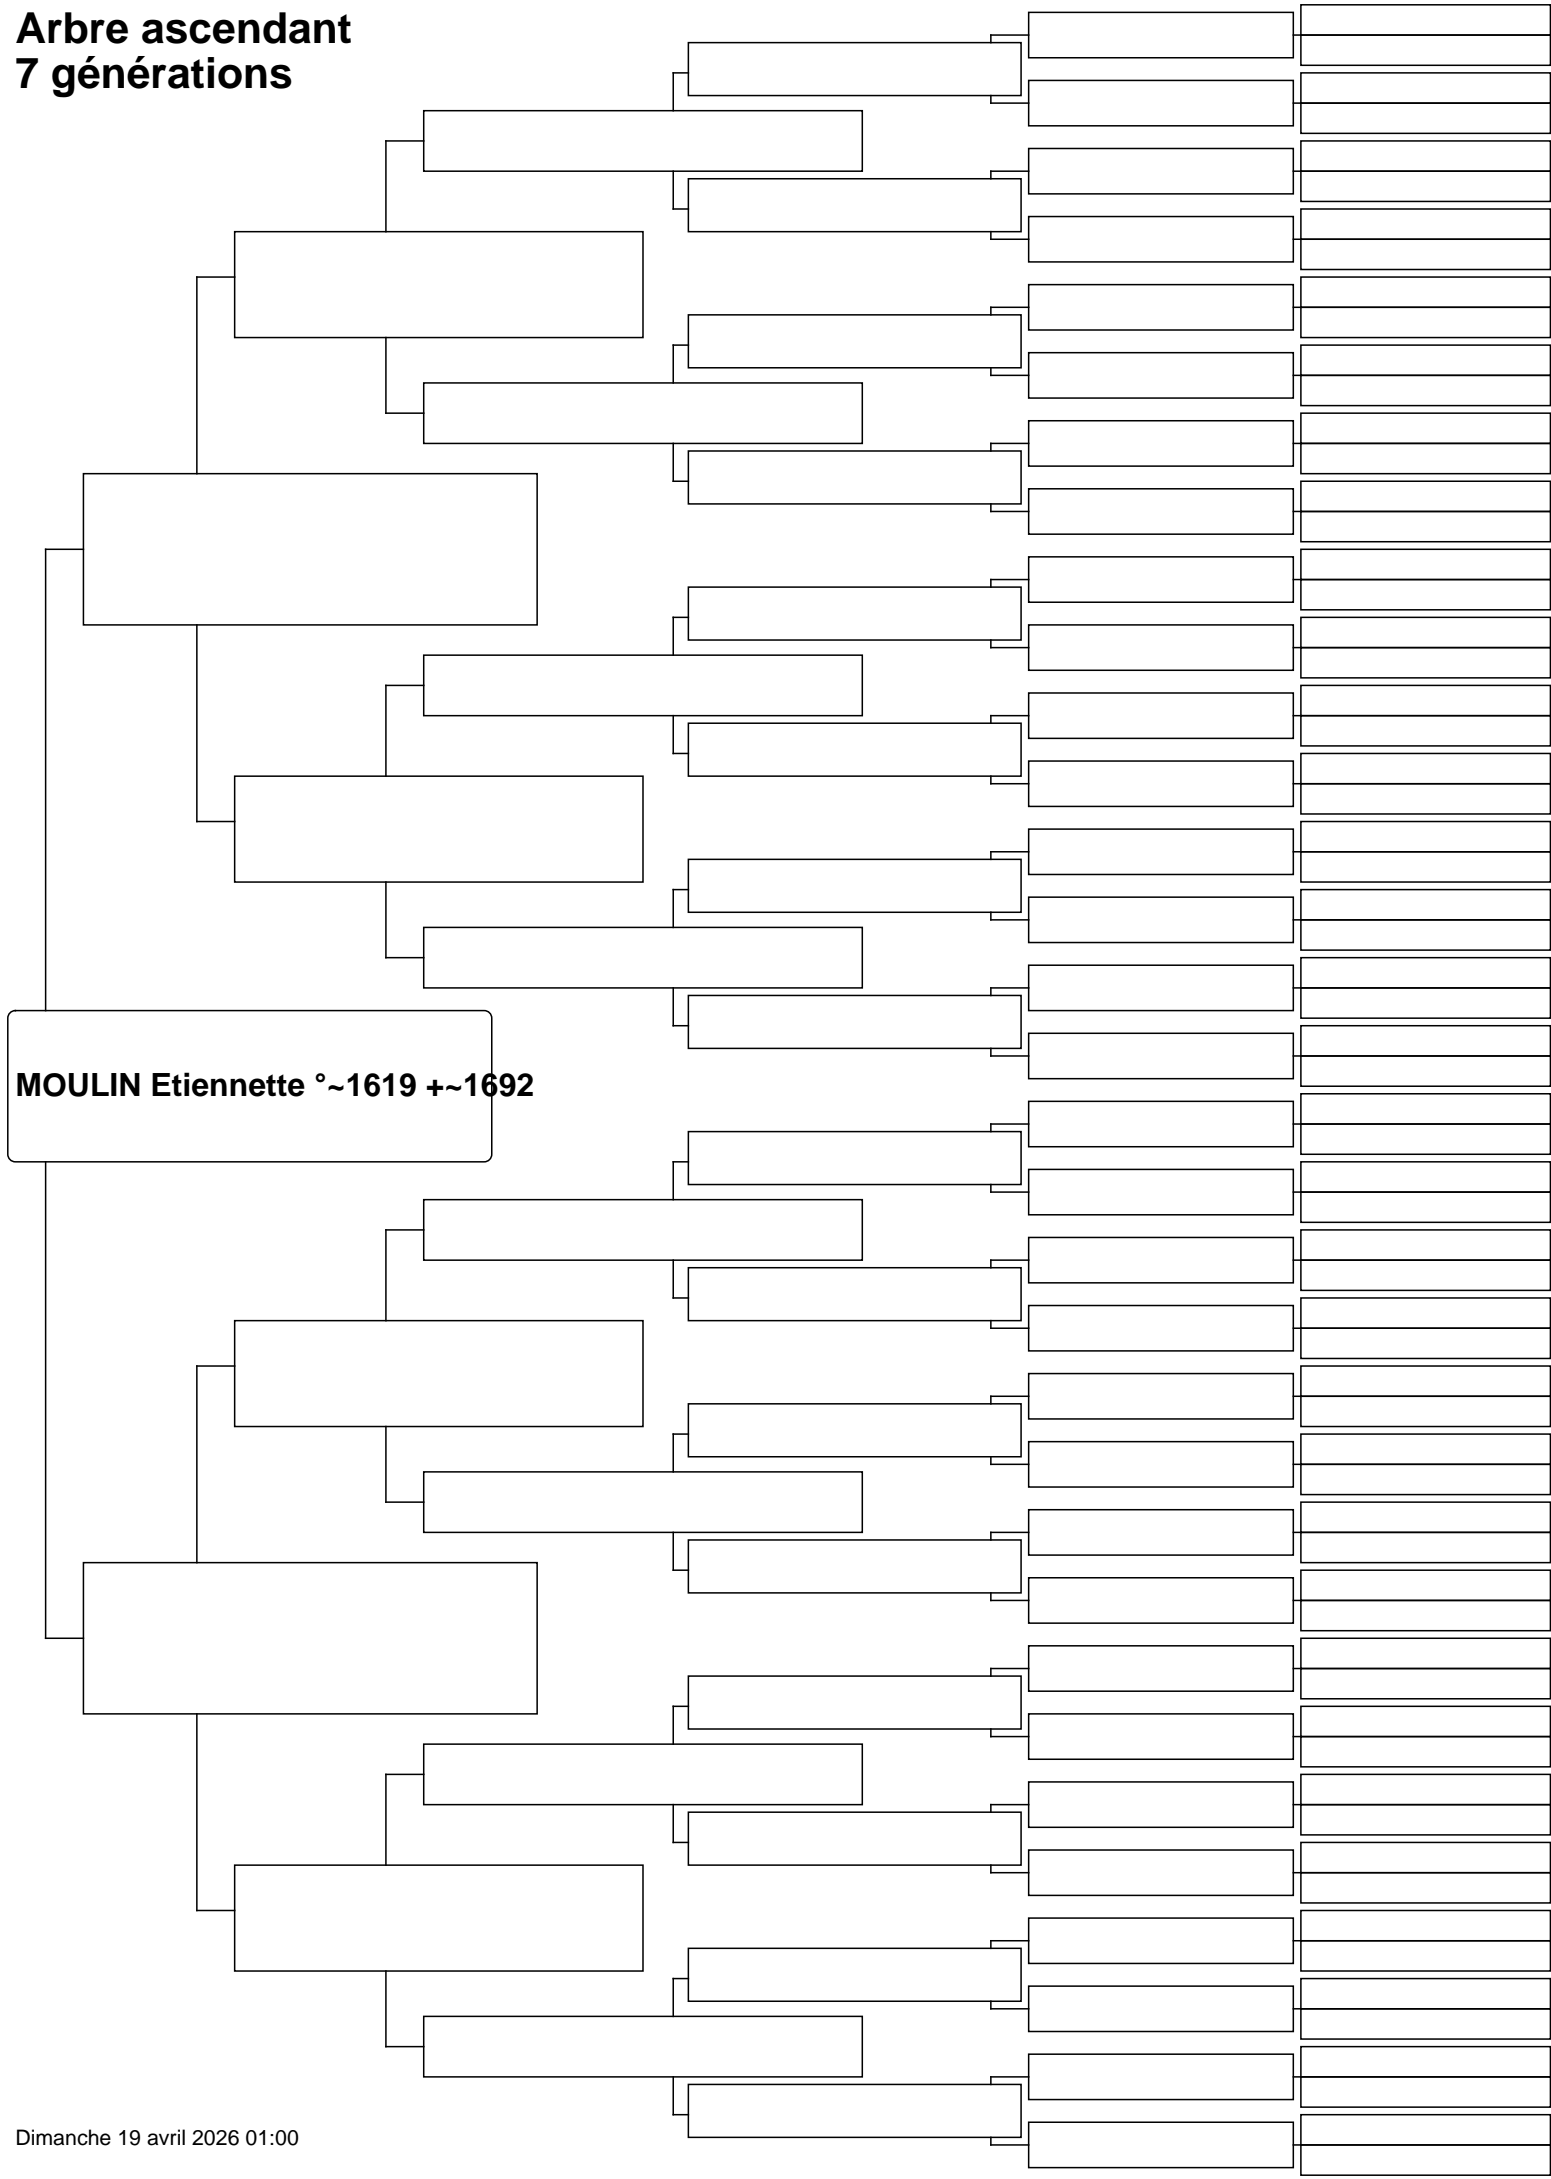 Arbre ascendant
7 générations
MOULIN Etiennette °~1619 +~1692
Dimanche 19 avril 2026 01:00